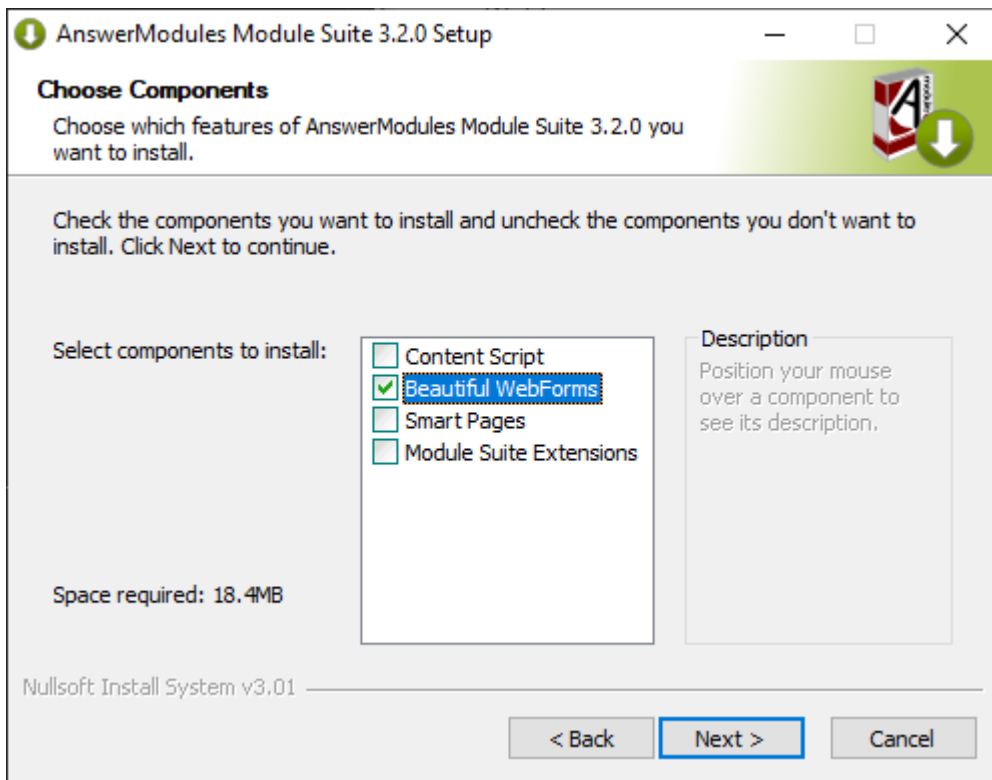 AnswerModules Module Suite 3.2.0 Setup
Choose Components
Choose which features of AnswerModules Module Suite 3.2.0 you
want to install.
Check the components you want to install and uncheck the components you don't want to
install. Click Next to continue.
Select components to install:
Content Script
Beautiful WebForms
Smart Pages
Module Suite Extensions
Description
Position your mouse
over a component to
see its description.
Space required: 18.4MB
Nullsoft Install System v3.01
< Back
Next >
Cancel